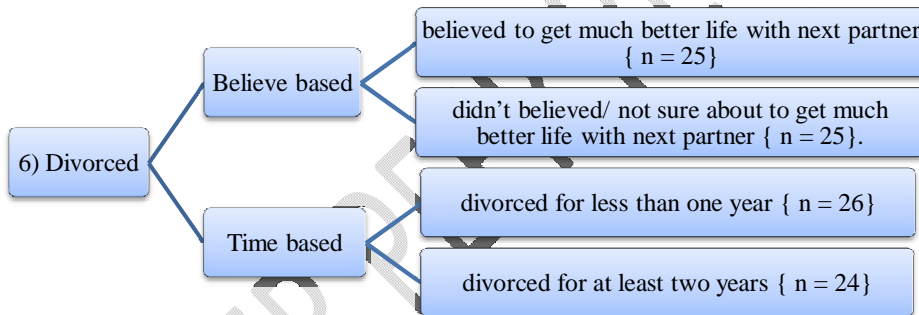 believed to get much better life with next partner
{ n = 25}
Believe based
didn't believed/ not sure about to get much
better life with next partner { n = 25}.
6) Divorced
divorced for less than one year { n = 26}
Time based
divorced for at least two years { n = 24}